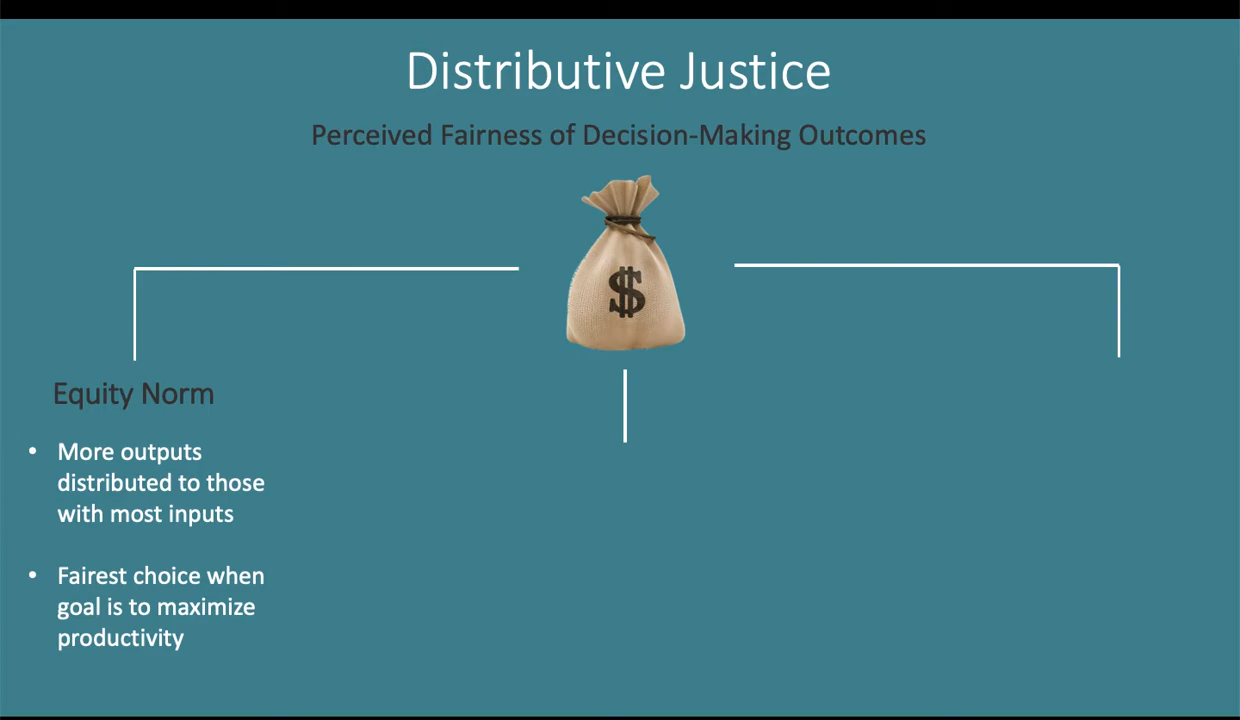 Distributive Justice
Perceived Fairness of Decision-Making Outcomes
$
Equity Norm
• More outputs
distributed to those
with most inputs
• Fairest choice when
goal is to maximize
productivity